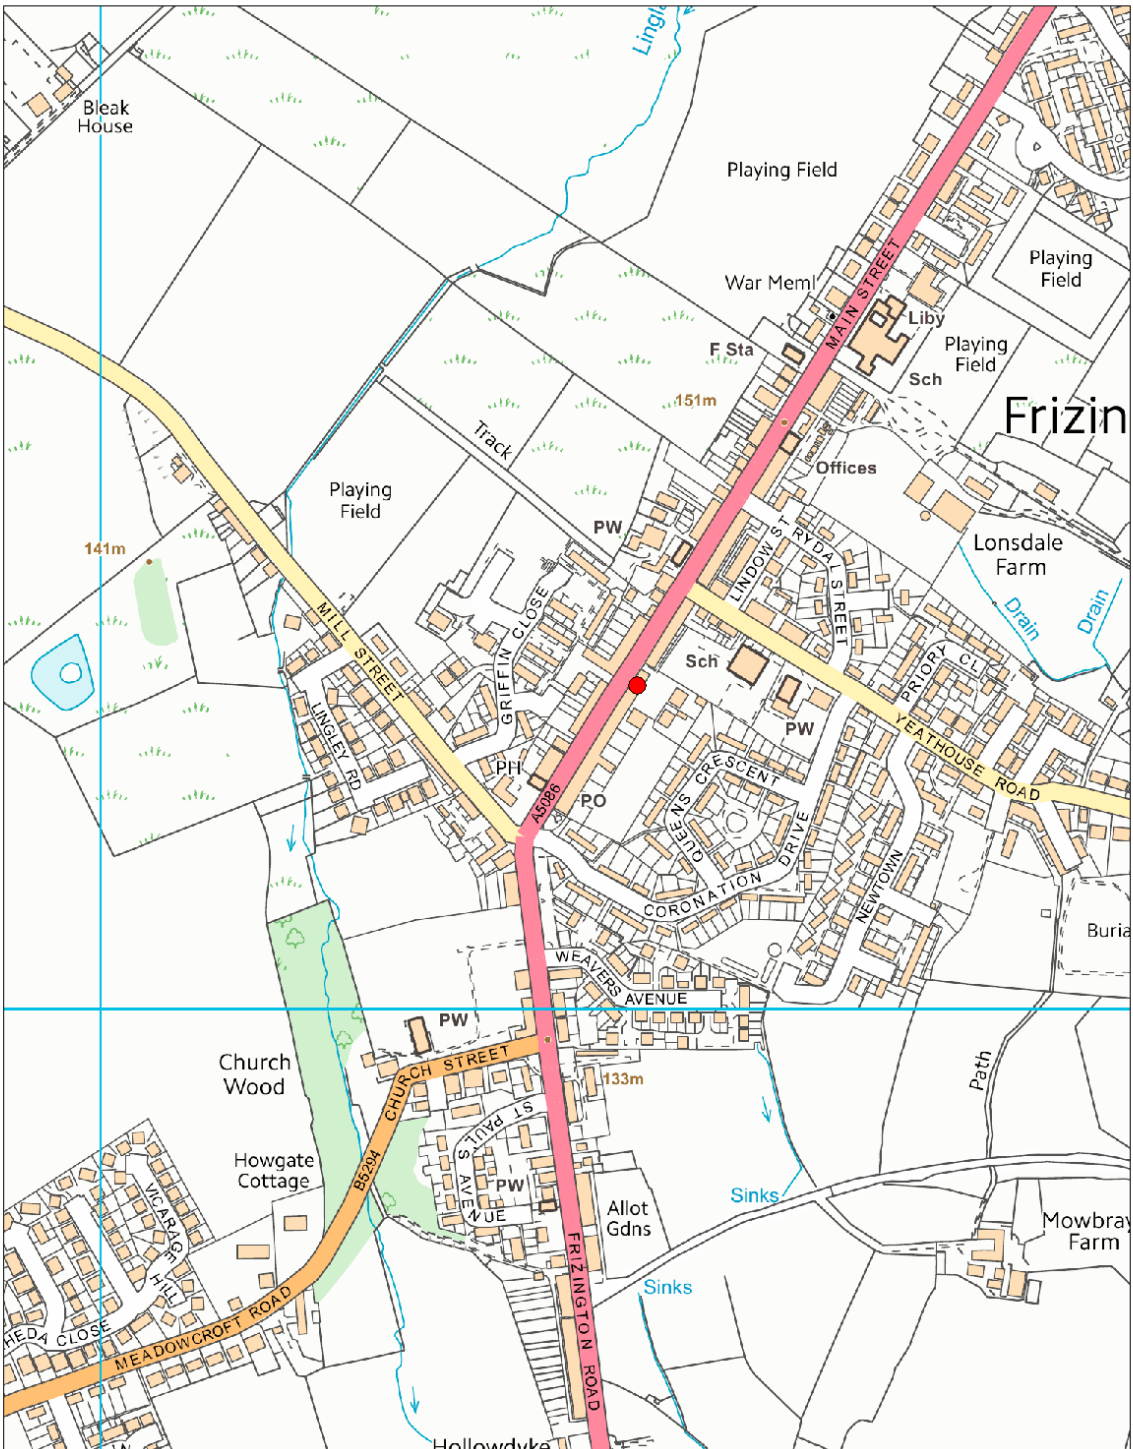 Lingla
Bleak
House
Playing Field
Playing
Field
War Meml
MAIN STREET
Liby
F Sta
Playing
Field
Sch
151m
Frizin
Track
Offices
Playing
Field
PW
141m
LINDOW ST
RYDAL STREET
Lonsdale
Farm
Drain
Drain
MILL STREET
GRIFFIN CLOSE
Sch
PRIORY CL
LINGLEY RD
PW
YEATHOUSE ROAD
PH
A5086
PO
QUEENS CRESCENT
CORONATION DRIVE
NEWTOWN
Buria
WEAVERS AVENUE
PW
CHURCH STREET
Church
Wood
133m
Path
ST PAUL'S AVENUE
Howgate
Cottage
B5294
PW
Sinks
Allot
Gdns
VICARAGE HILL
Mowbray
Farm
FRIZINGTON ROAD
Sinks
HEDA CLOSE
MEADOWCROFT ROAD
Hollowdyke